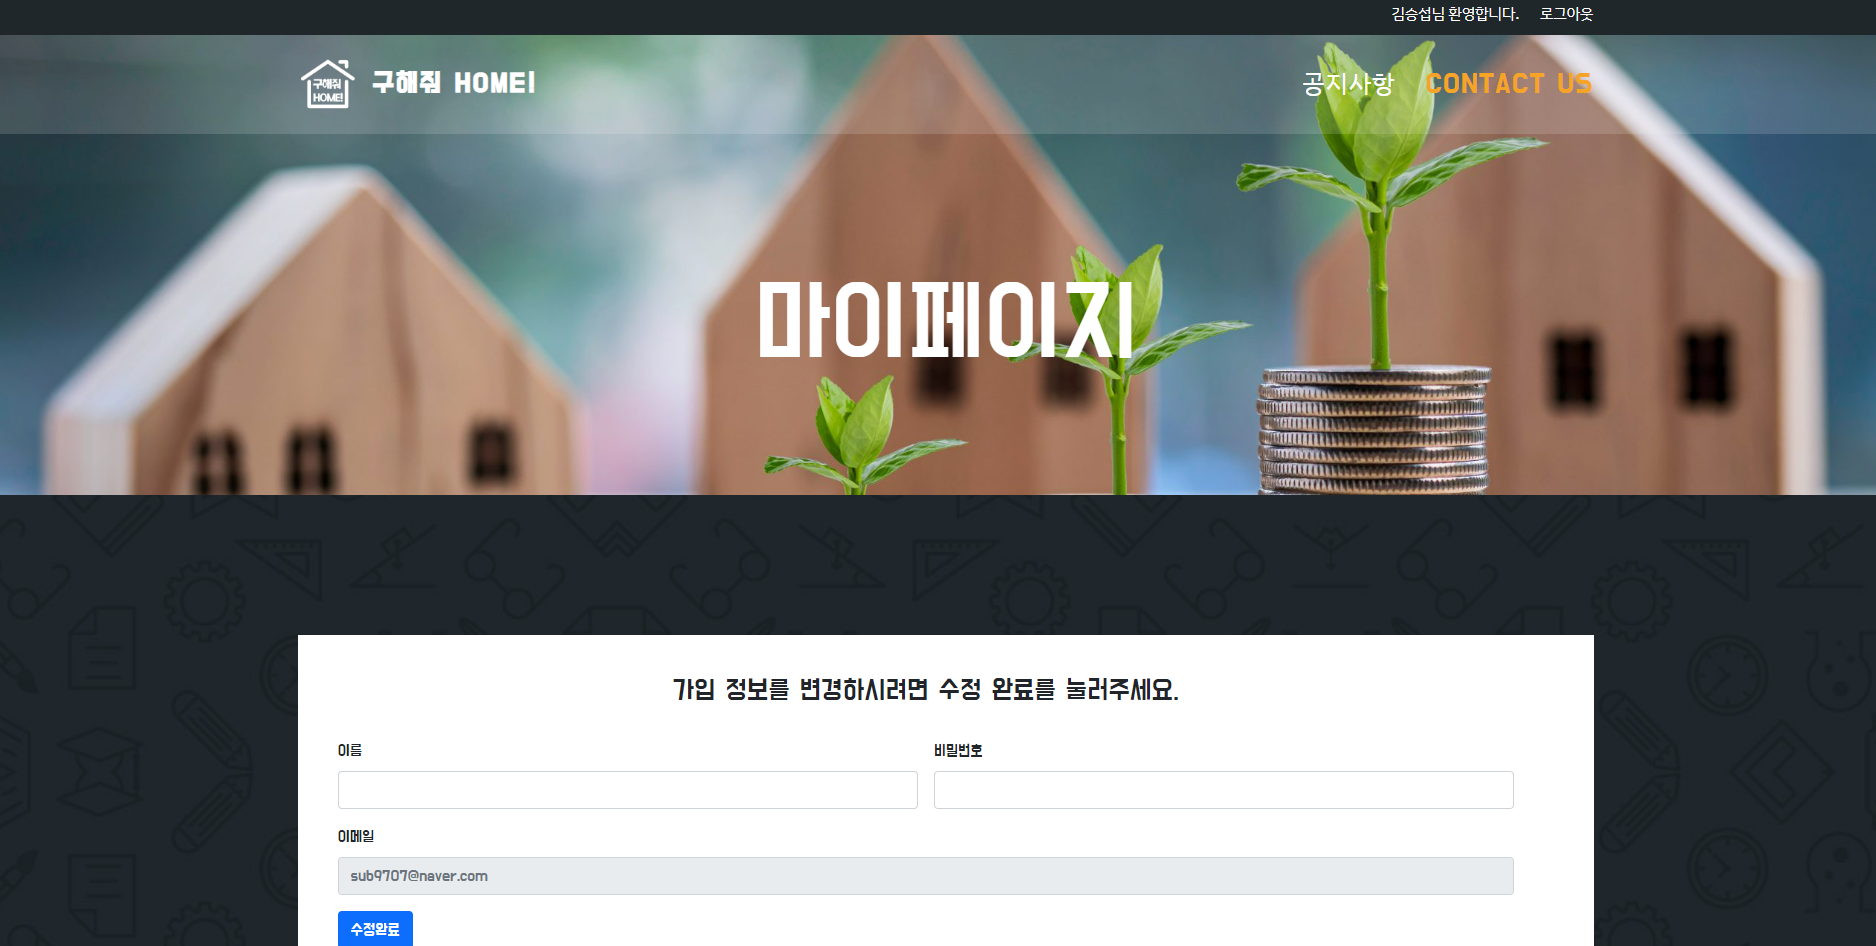 김승섭님 환영합니다. 로그아웃
구해줘
HOME!
구해줘 HOME!
공지사항 CONTACT US
마이페이지
가입 정보를 변경하시려면 수정 완료를 눌러주세요.
이름 비밀번호
이메일
sub9707@naver.com
수정완료